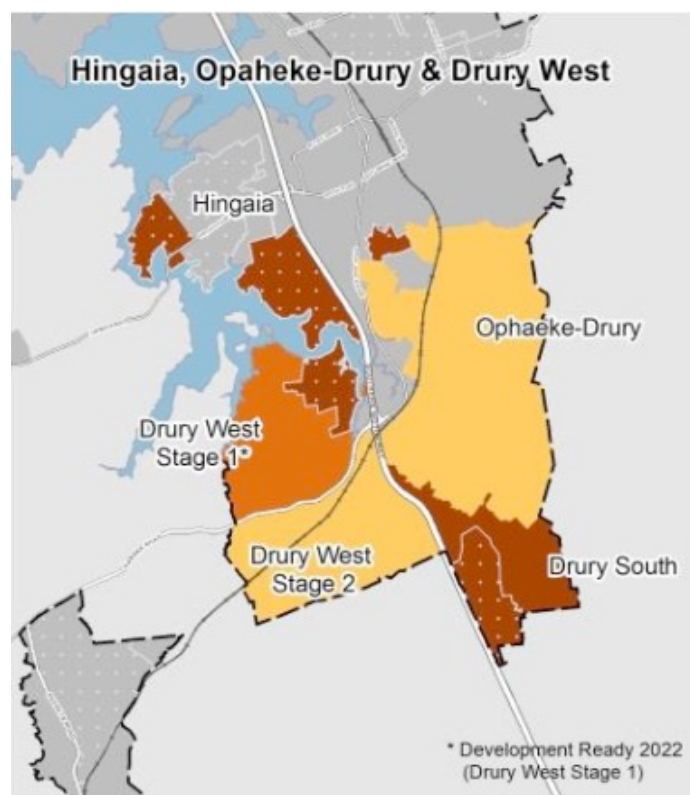 Hingaia, Opaheke-Drury & Drury West
Hingaia
Ophaeke-Drury
Drury West
Stage 1*
Drury West
Stage 2
Drury South
* Development Ready 2022
(Drury West Stage 1)